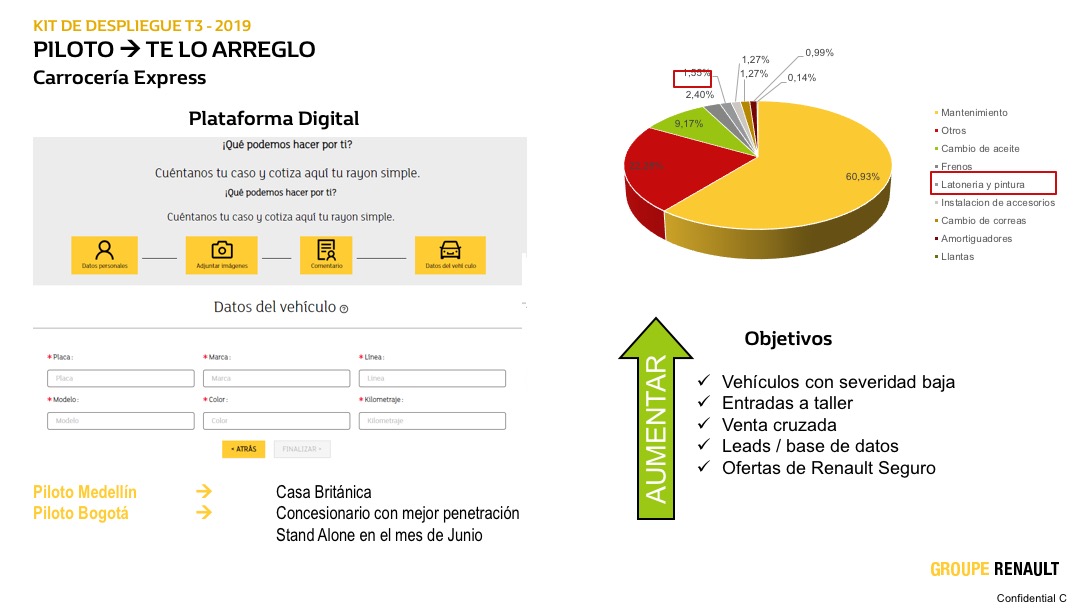 KIT DE DESPLIEGUE T3 - 2019
PILOTO → TE LO ARREGLO
Carrocería Express
Plataforma Digital
¿Qué podemos hacer por ti?
Cuéntanos tu caso y cotiza aquí tu rayon simple.
¿Qué podemos hacer por ti?
Cuéntanos tu caso y cotiza aquí tu rayon simple.
Datos personales
Adjuntar imágenes
Comentario
Datos del vehí culo
Datos del vehículo ?
* Placa :
* Marca :
* Línea :
Placa
Marca
Línea
* Modelo :
* Color :
* Kilometraje :
Modelo
Color
Kilometraje
< ATRÁS
FINALIZAR >
Piloto Medellín → Casa Británica
Piloto Bogotá → Concesionario con mejor penetración
Stand Alone en el mes de Junio
0,99%
1,27%
1,27%
0,14%
2,40%
9,17%
60,93%
Mantenimiento
Otros
Cambio de aceite
Frenos
Latoneria y pintura
Instalacion de accesorios
Cambio de correas
Amortiguadores
Llantas
AUMENTAR
Objetivos
✓ Vehículos con severidad baja
✓ Entradas a taller
✓ Venta cruzada
✓ Leads / base de datos
✓ Ofertas de Renault Seguro
GROUPE RENAULT
Confidential C